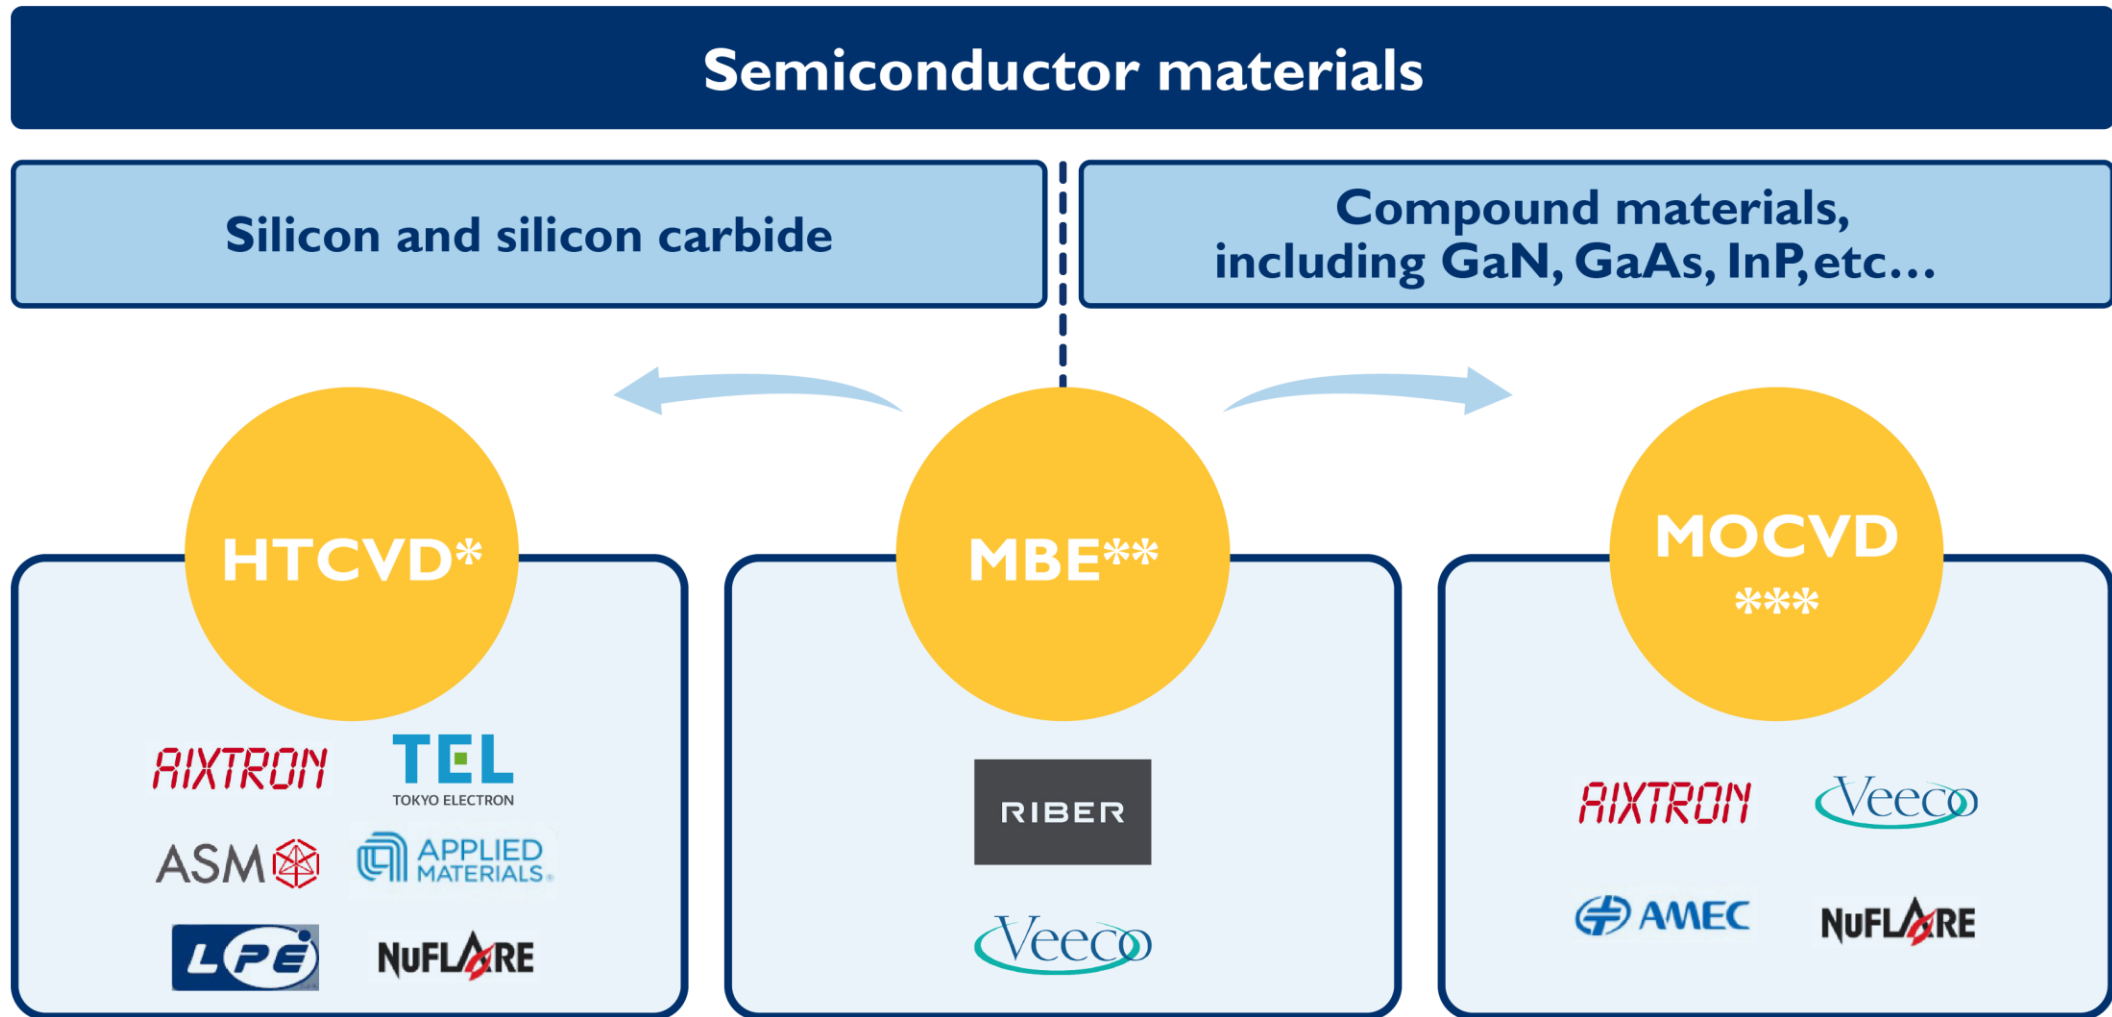 Semiconductor materials
Silicon and silicon carbide
Compound materials,
including GaN, GaAs, InP, etc...
HTCVD*
MBE**
MOCVD
***
AIXTRON
TEL
TOKYO ELECTRON
ASM
APPLIED
MATERIALS®
LPE
NUFLARE
RIBER
Veeco
AIXTRON
Veeco
AMEC
NUFLARE